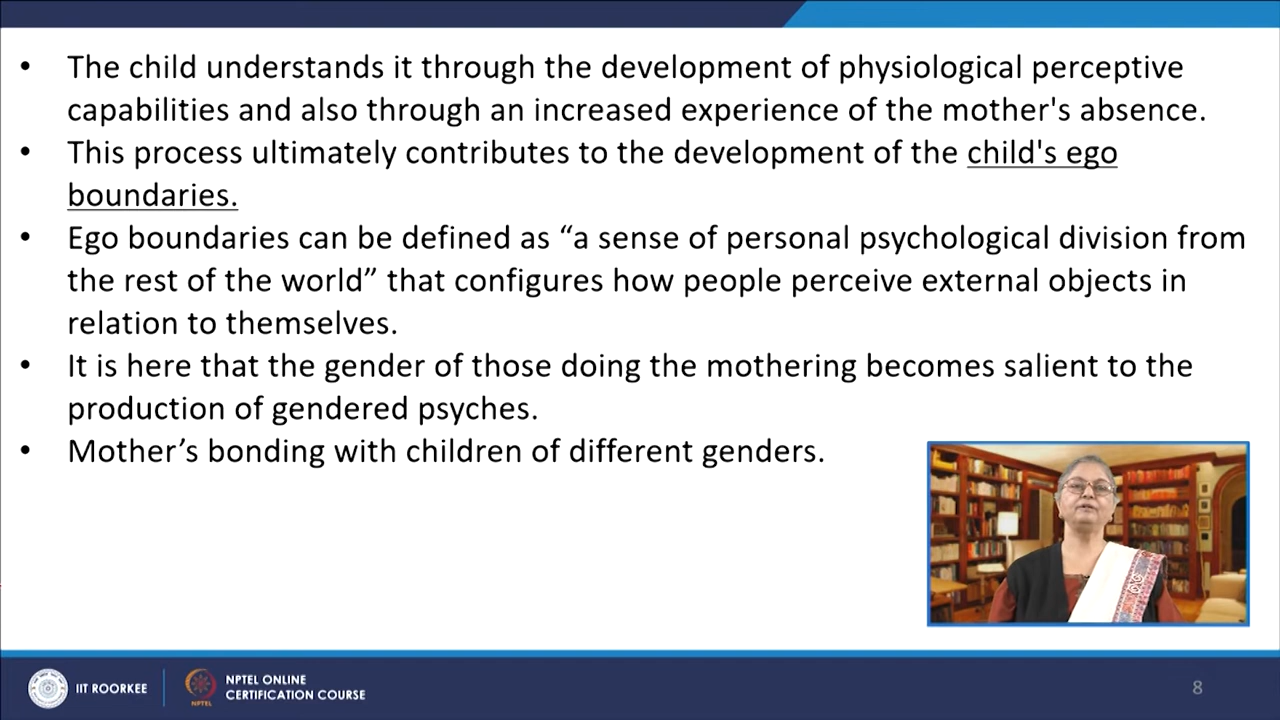 • The child understands it through the development of physiological perceptive
capabilities and also through an increased experience of the mother's absence.
• This process ultimately contributes to the development of the child's ego
boundaries.
• Ego boundaries can be defined as “a sense of personal psychological division from
the rest of the world” that configures how people perceive external objects in
relation to themselves.
• It is here that the gender of those doing the mothering becomes salient to the
production of gendered psyches.
• Mother’s bonding with children of different genders.
IIT ROORKEE
NPTEL
NPTEL ONLINE
CERTIFICATION COURSE
8